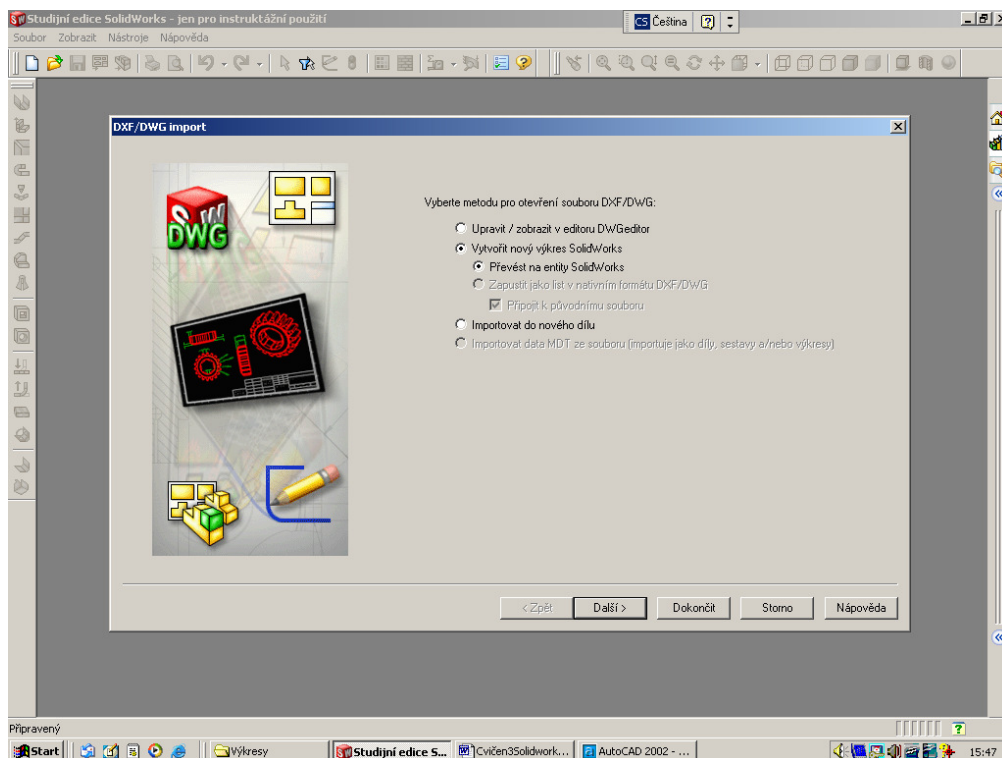 Studijní edice SolidWorks - jen pro instruktážní použití
CS Čeština
Soubor Zobrazit Nástroje Nápověda
DXF/DWG import
SW
DWG
Vyberte metodu pro otevření souboru DXF/DWG:
Upravit / zobrazit v editoru DWGeditor
Vytvořit nový výkres SolidWorks
Převést na entity SolidWorks
Zapustit jako list v nativním formátu DXF/DWG
Připojit k původnímu souboru
Importovat do nového dílu
Importovat data MDT ze souboru (importuje jako díly, sestavy a/nebo výkresy)
< Zpět Další > Dokončit Storno Nápověda
Připravený
Start Výkresy Studijní edice S... Cvičen3Solidwork... AutoCAD 2002 - ... 15:47